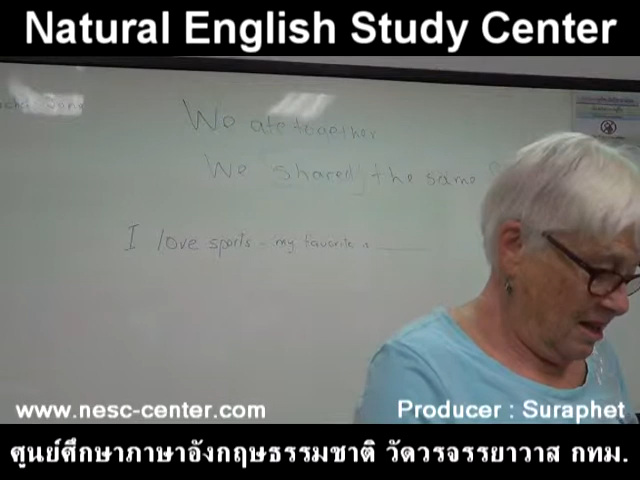 Natural English Study Center
We ate together
We shared the same
I love sports - my favorite is ______
www.nesc-center.com
Producer : Suraphet
ศูนย์ศึกษาภาษาอังกฤษธรรมชาติ วัดวรจรรยาวาส กทม.